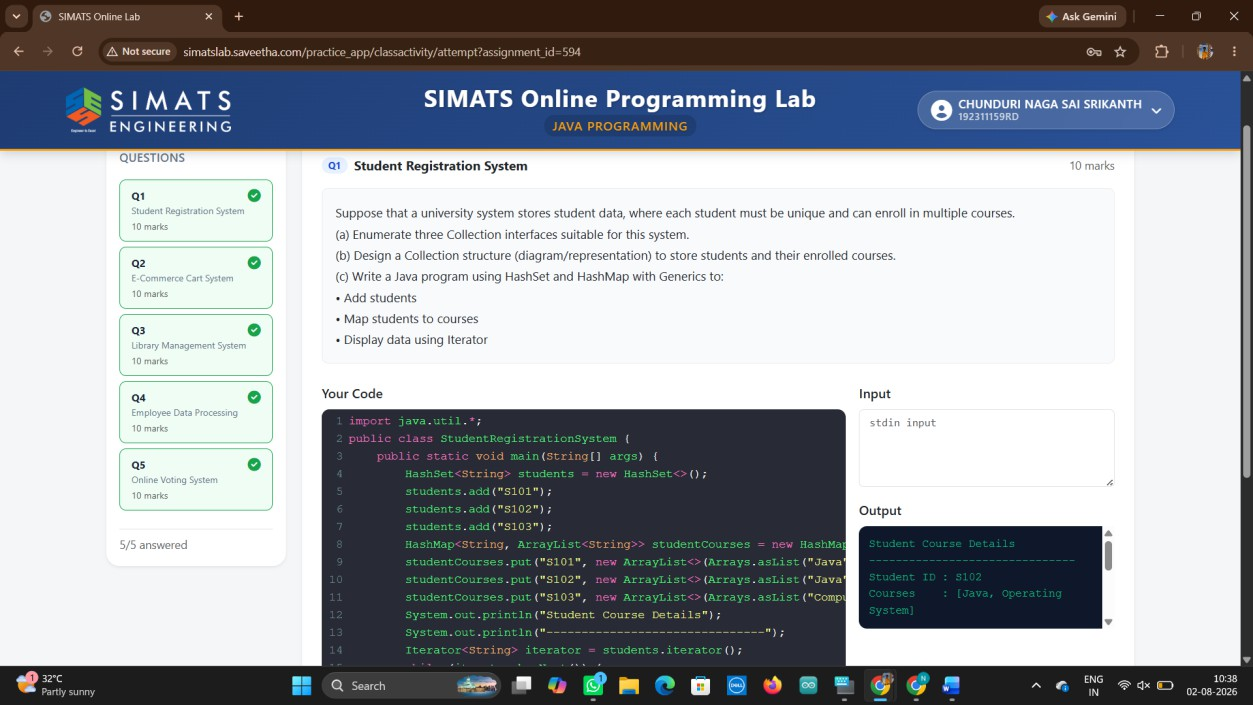 SIMATS Online Lab
Ask Gemini
Not secure
simatslab.saveetha.com/practice_app/classactivity/attempt?assignment_id=594
SIMATS
ENGINEERING
SIMATS Online Programming Lab
JAVA PROGRAMMING
CHUNDURI NAGA SAI SRIKANTH
192311159RD
QUESTIONS
Q1
Student Registration System
10 marks
Q2
E-Commerce Cart System
10 marks
Q3
Library Management System
10 marks
Q4
Employee Data Processing
10 marks
Q5
Online Voting System
10 marks
5/5 answered
Q1 Student Registration System
10 marks
Suppose that a university system stores student data, where each student must be unique and can enroll in multiple courses.
(a) Enumerate three Collection interfaces suitable for this system.
(b) Design a Collection structure (diagram/representation) to store students and their enrolled courses.
(c) Write a Java program using HashSet and HashMap with Generics to:
• Add students
• Map students to courses
• Display data using Iterator
Your Code
1 import java.util.*;
2 public class StudentRegistrationSystem {
3 public static void main(String[] args) {
4 HashSet<String> students = new HashSet<>();
5 students.add("S101");
6 students.add("S102");
7 students.add("S103");
8 HashMap<String, ArrayList<String>> studentCourses = new HashMap
9 studentCourses.put("S101", new ArrayList<>(Arrays.asList("Java"
10 studentCourses.put("S102", new ArrayList<>(Arrays.asList("Java"
11 studentCourses.put("S103", new ArrayList<>(Arrays.asList("Compu
12 System.out.println("Student Course Details");
13 System.out.println("-------------------------------");
14 Iterator<String> iterator = students.iterator();
Input
stdin input
Output
Student Course Details
-------------------------------
Student ID : S102
Courses : [Java, Operating
System]
1
32°C
Partly sunny
Search
1
ENG
IN
10:38
02-08-2026